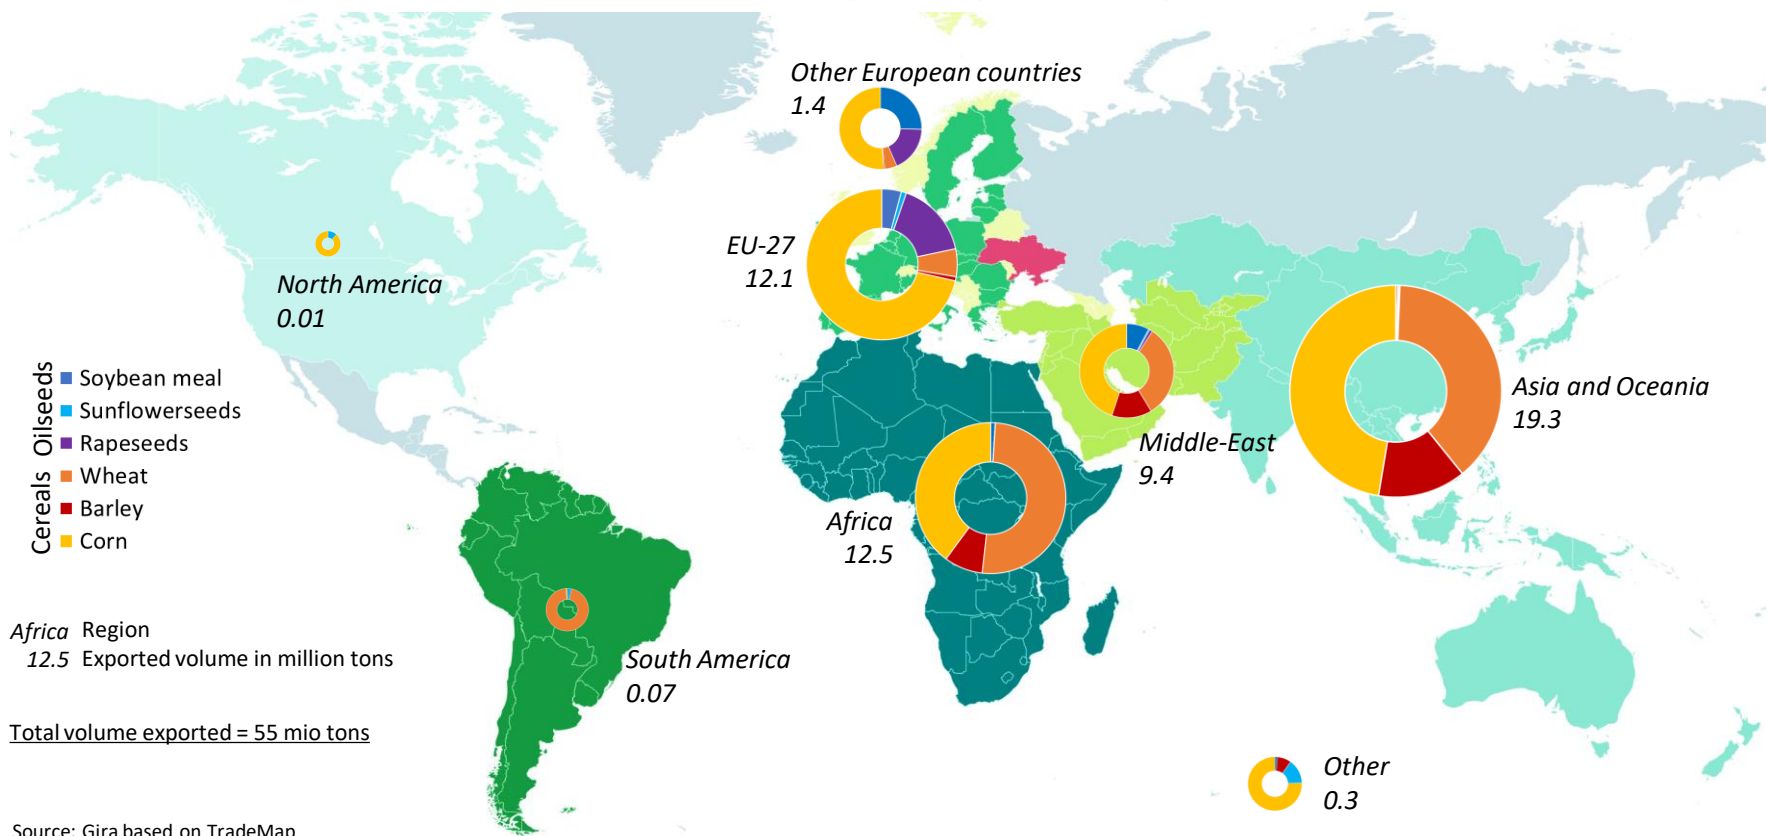 Other European countries
1.4
EU-27
12.1
North America
0.01
Oilseeds
Soybean meal
Sunflowerseeds
Rapeseeds
Cereals
Wheat
Barley
Corn
Asia and Oceania
19.3
Middle-East
9.4
Africa
12.5
Africa Region
12.5 Exported volume in million tons
South America
0.07
Total volume exported = 55 mio tons
Other
0.3
Source: Gira based on TradeMap